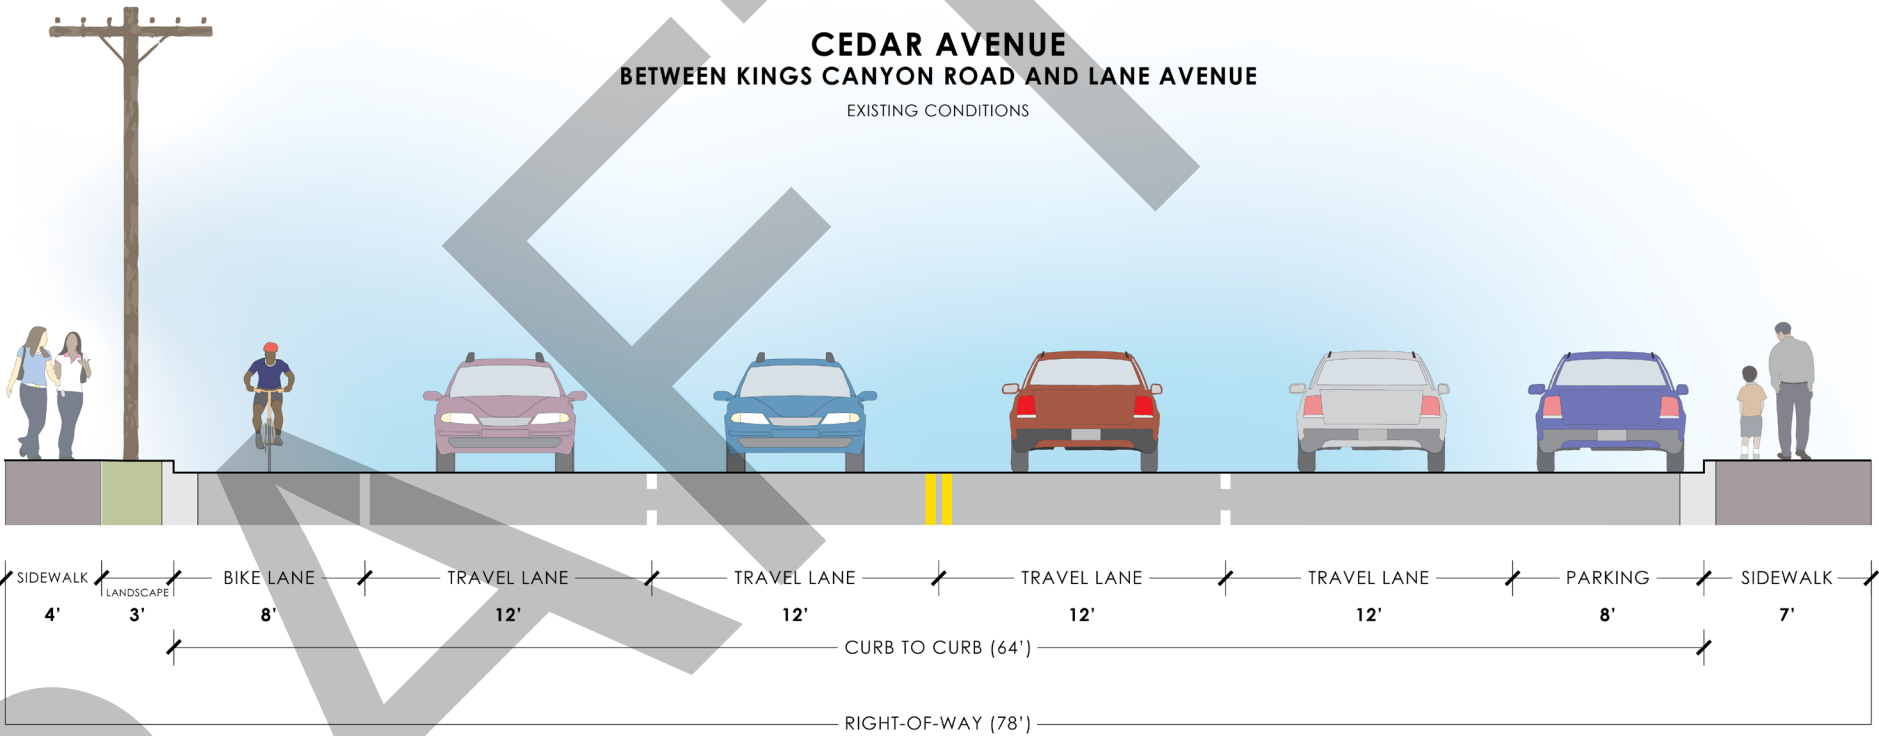 CEDAR AVENUE
BETWEEN KINGS CANYON ROAD AND LANE AVENUE
EXISTING CONDITIONS
SIDEWALK LANDSCAPE BIKE LANE TRAVEL LANE TRAVEL LANE TRAVEL LANE TRAVEL LANE PARKING SIDEWALK
4' 3' 8' 12' 12' 12' 12' 8' 7'
CURB TO CURB (64')
RIGHT-OF-WAY (78')